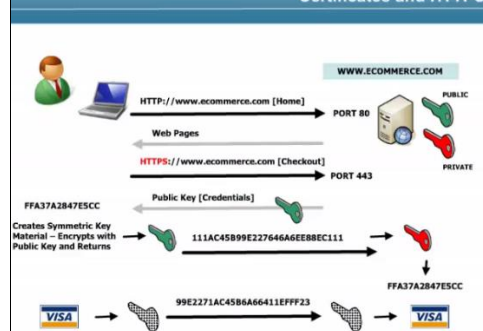 WWW.ECOMMERCE.COM
PUBLIC
HTTP://www.ecommerce.com [Home]
PORT 80
Web Pages
PRIVATE
HTTPS://www.ecommerce.com [Checkout]
PORT 443
Public Key [Credentials]
FFA37A2847E5CC
Creates Symmetric Key
Material – Encrypts with
Public Key and Returns
111AC45B99E227646A6EE88EC111
FFA37A2847E5CC
99E2271AC45B6A66411EFFF23
VISA
VISA